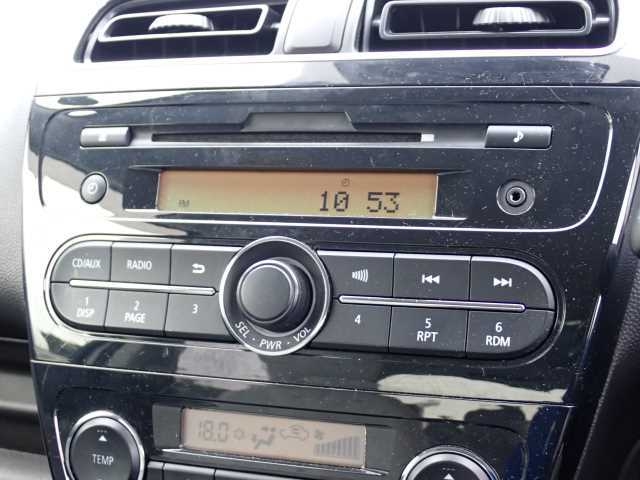 PM 10 53
CD/AUX RADIO
1 DISP 2 PAGE 3 4 5 RPT 6 RDM
SEL · PWR · VOL
18.0
TEMP